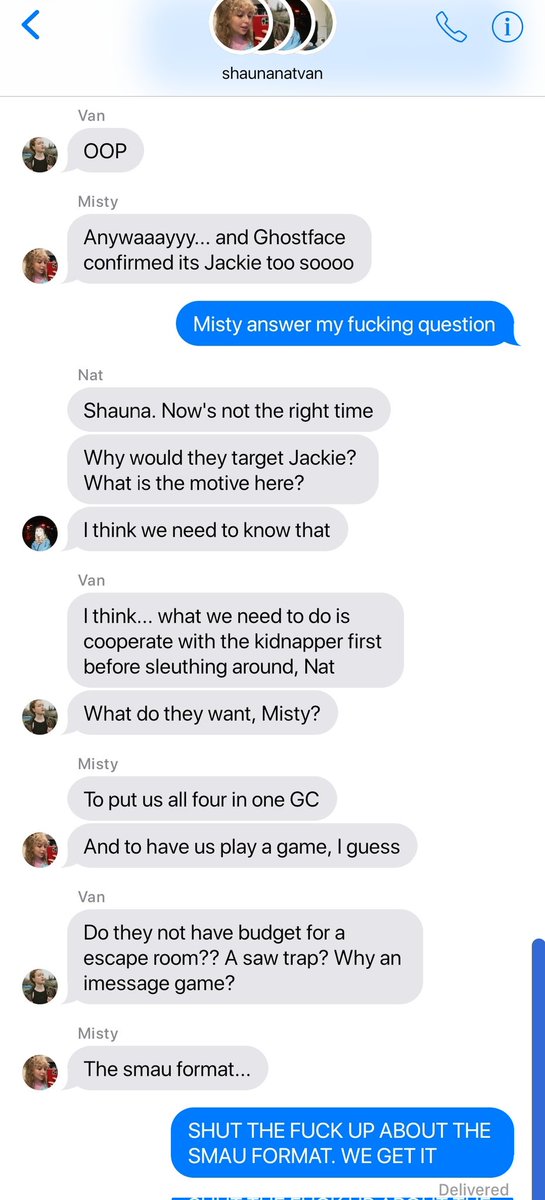 shaunanatvan
Van
OOP
Misty
Anywaaayyy... and Ghostface
confirmed its Jackie too soooo
Misty answer my fucking question
Nat
Shauna. Now's not the right time
Why would they target Jackie?
What is the motive here?
I think we need to know that
Van
I think... what we need to do is
cooperate with the kidnapper first
before sleuthing around, Nat
What do they want, Misty?
Misty
To put us all four in one GC
And to have us play a game, I guess
Van
Do they not have budget for a
escape room?? A saw trap? Why an
imessage game?
Misty
The smau format...
SHUT THE FUCK UP ABOUT THE
SMAU FORMAT. WE GET IT
Delivered